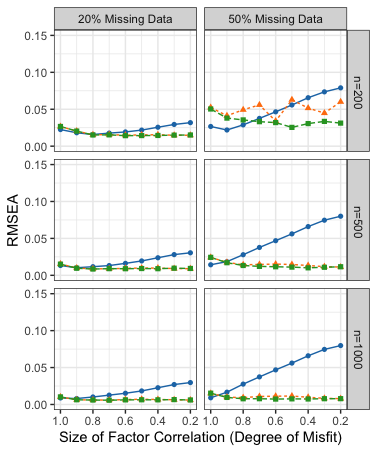 20% Missing Data 50% Missing Data
0.15
0.10
0.05
0.00
n=200
0.15
0.10
0.05
0.00
n=500
RMSEA
0.15
0.10
0.05
0.00
n=1000
1.0 0.8 0.6 0.4 0.2 1.0 0.8 0.6 0.4 0.2
Size of Factor Correlation (Degree of Misfit)